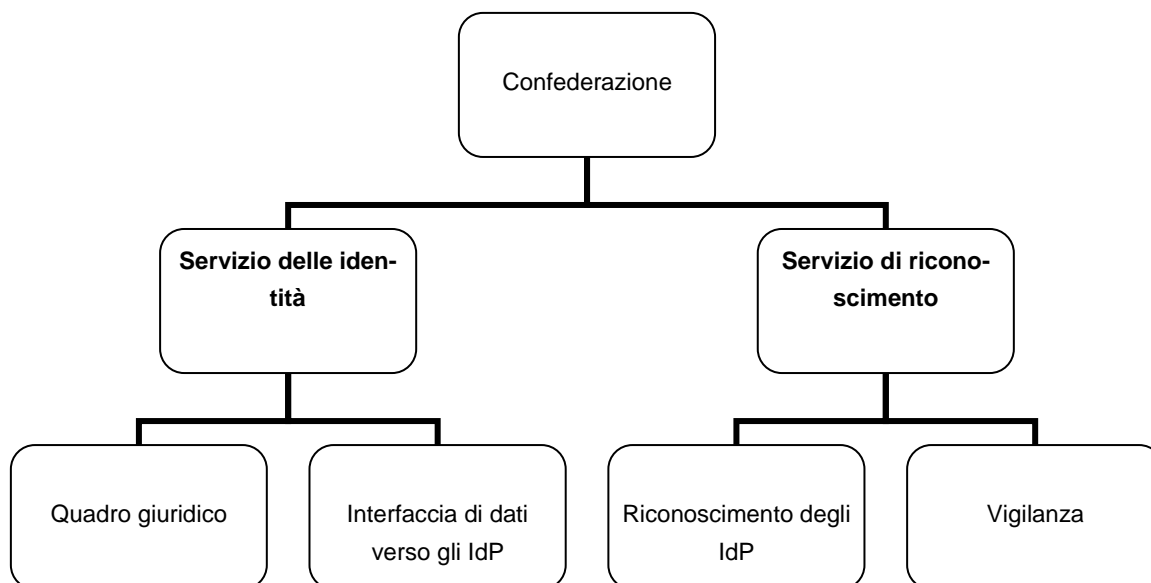 Confederazione
Servizio delle iden-
tità
Servizio di ricono-
scimento
Quadro giuridico
Interfaccia di dati
verso gli IdP
Riconoscimento degli
IdP
Vigilanza